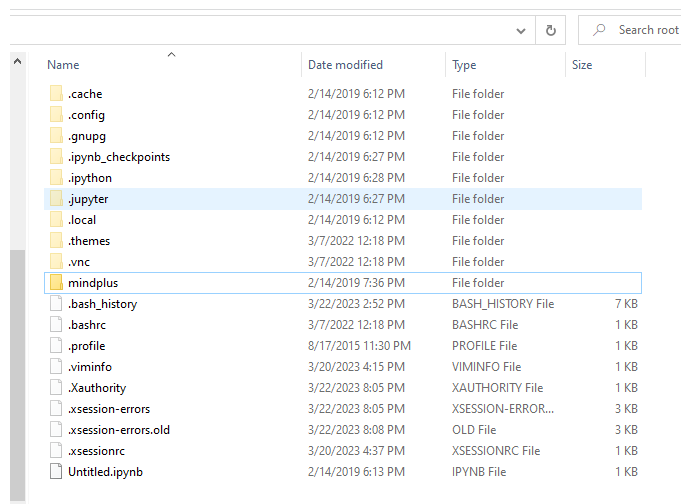 Search root
Name Date modified Type Size
.cache 2/14/2019 6:12 PM File folder
.config 2/14/2019 6:12 PM File folder
.gnupg 2/14/2019 6:12 PM File folder
.ipynb_checkpoints 2/14/2019 6:27 PM File folder
.ipython 2/14/2019 6:28 PM File folder
.jupyter 2/14/2019 6:27 PM File folder
.local 2/14/2019 6:12 PM File folder
.themes 3/7/2022 12:18 PM File folder
.vnc 3/7/2022 12:18 PM File folder
mindplus 2/14/2019 7:36 PM File folder
.bash_history 3/22/2023 2:52 PM BASH_HISTORY File 7 KB
.bashrc 3/7/2022 12:18 PM BASHRC File 1 KB
.profile 8/17/2015 11:30 PM PROFILE File 1 KB
.viminfo 3/20/2023 4:15 PM VIMINFO File 1 KB
.Xauthority 3/22/2023 8:05 PM XAUTHORITY File 1 KB
.xsession-errors 3/22/2023 8:05 PM XSESSION-ERROR... 1 KB
.xsession-errors.old 3/22/2023 8:08 PM OLD File 1 KB
.xsessionrc 3/20/2023 4:37 PM XSESSIONRC File 1 KB
Untitled.ipynb 2/14/2019 6:13 PM IPYNB File 1 KB